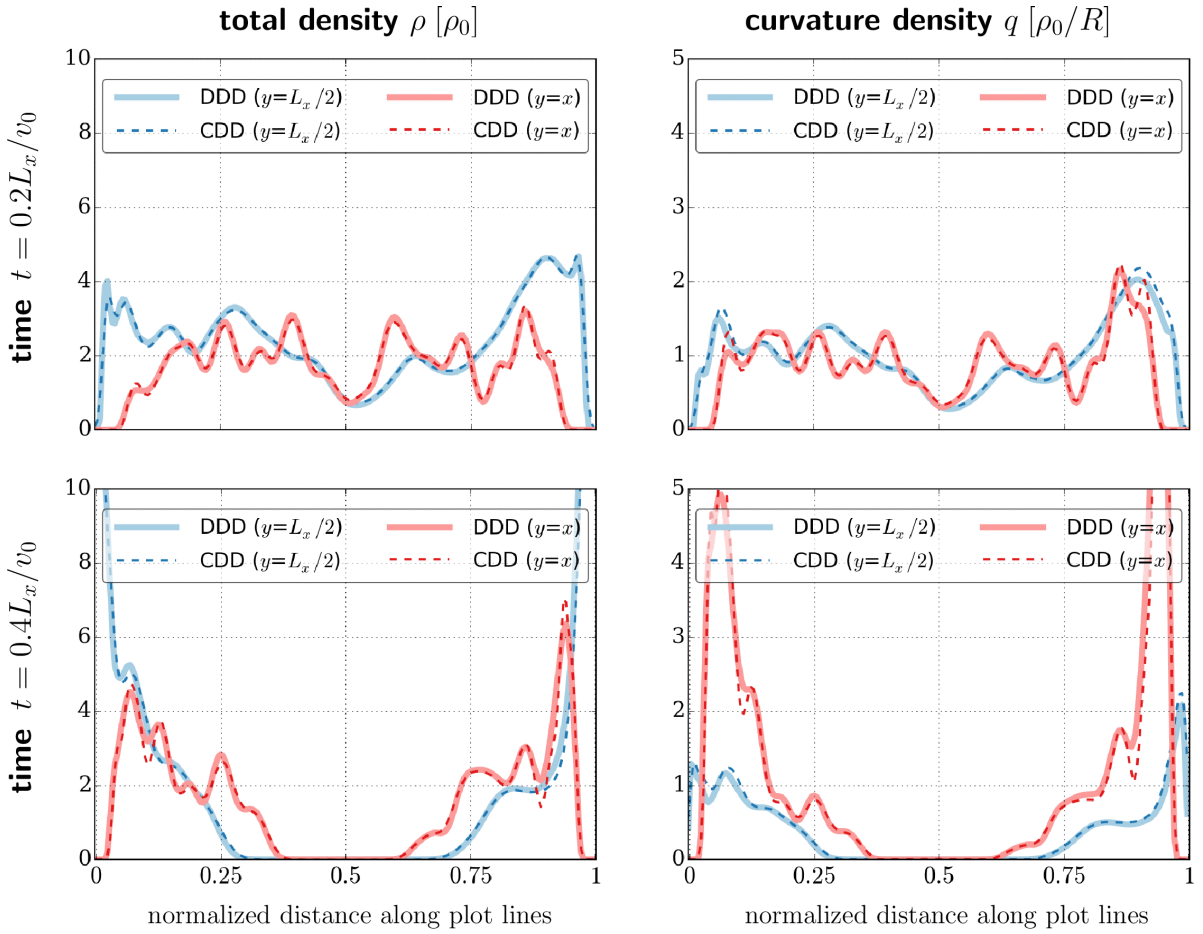 total density ρ [ρ₀]
curvature density q [ρ₀/R]
time t = 0.2Lₓ/v₀
10
8
6
4
2
0
DDD (y=Lₓ/2)
DDD (y=x)
CDD (y=Lₓ/2)
CDD (y=x)
5
4
3
2
1
0
DDD (y=Lₓ/2)
DDD (y=x)
CDD (y=Lₓ/2)
CDD (y=x)
time t = 0.4Lₓ/v₀
10
8
6
4
2
0
DDD (y=Lₓ/2)
DDD (y=x)
CDD (y=Lₓ/2)
CDD (y=x)
0 0.25 0.5 0.75 1
normalized distance along plot lines
5
4
3
2
1
0
DDD (y=Lₓ/2)
DDD (y=x)
CDD (y=Lₓ/2)
CDD (y=x)
0 0.25 0.5 0.75 1
normalized distance along plot lines